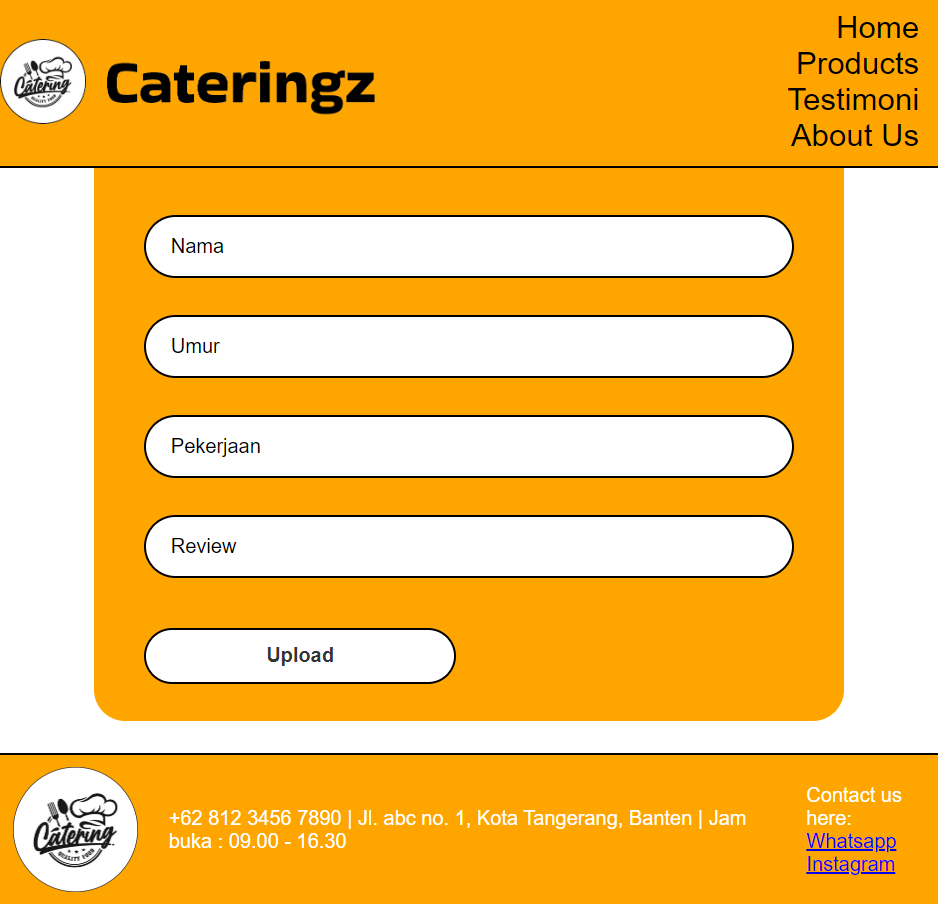 Catering
QUALITY FOOD
Cateringz
Home
Products
Testimoni
About Us
Nama
Umur
Pekerjaan
Review
Upload
Catering
QUALITY FOOD
+62 812 3456 7890 | Jl. abc no. 1, Kota Tangerang, Banten | Jam
buka : 09.00 - 16.30
Contact us
here:
Whatsapp
Instagram